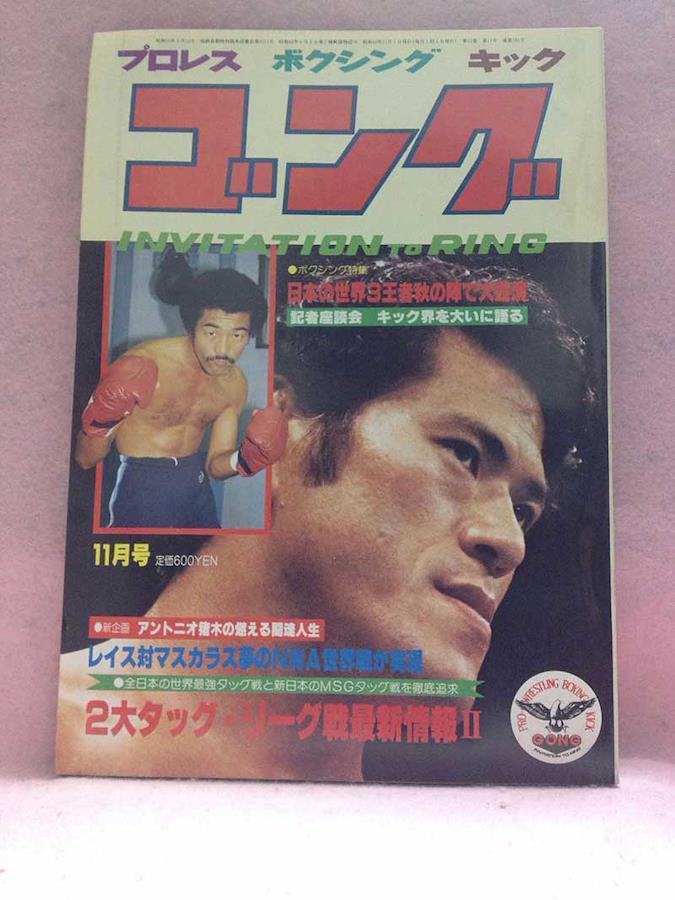 プロレス ボクシング キック
ゴング
INVITATION TO RING
●ボクシング特集
日本の世界3王者秋の陣で大
記者座談会 キック界を大いに語る
11月号 定価600YEN
●新企画 アントニオ猪木の燃える闘魂人生
レイス対マスカラス夢のNWA世界戦が実現
●全日本の世界最強タッグ戦と新日本のMSGタッグ戦を徹底追求
2大タッグ・リーグ戦最新情報II
PRO WRESTLING BOXING KICK
GONG
INVITATION TO RING